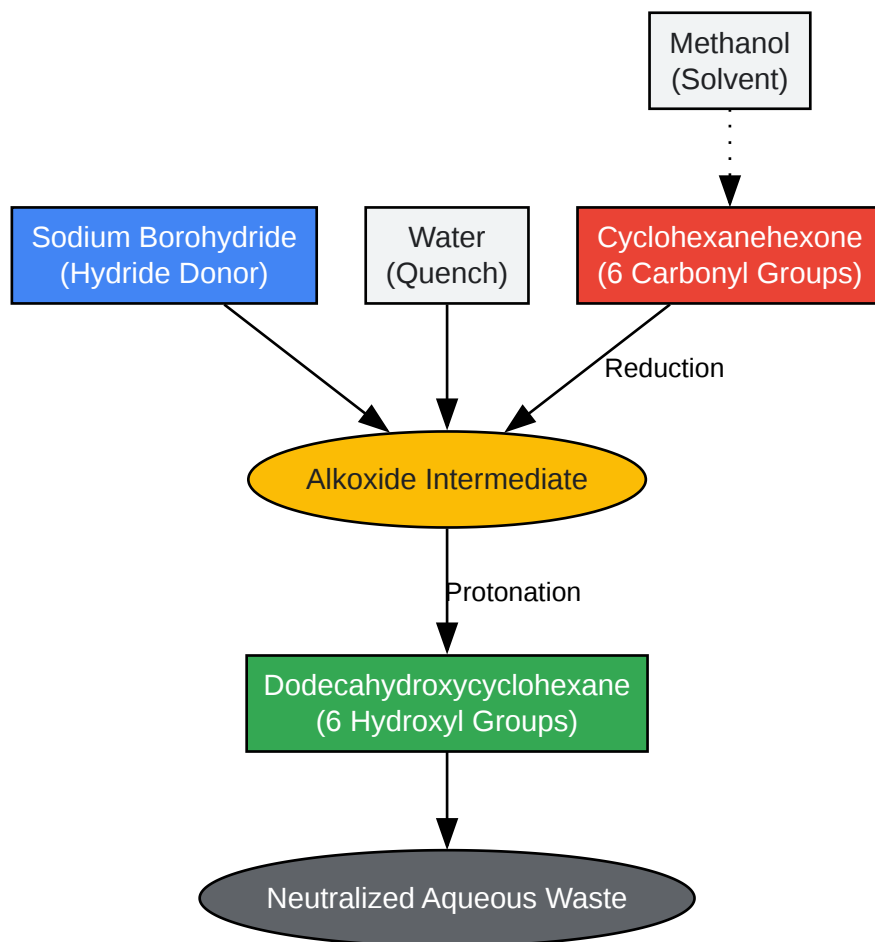 Methanol
(Solvent)
Sodium Borohydride
(Hydride Donor)
Water
(Quench)
Cyclohexanehexone
(6 Carbonyl Groups)
Reduction
Alkoxide Intermediate
Protonation
Dodecahydroxycyclohexane
(6 Hydroxyl Groups)
Neutralized Aqueous Waste